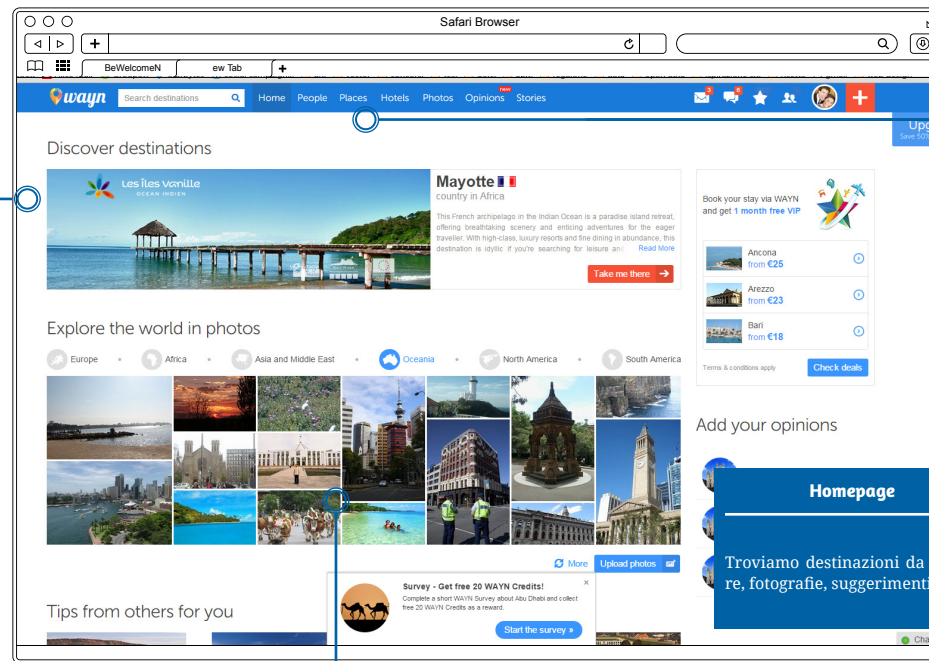 Safari Browser
BeWelcomeN
ew Tab
wayn
Search destinations
Home People Places Hotels Photos Opinions new Stories
3
8
Upg
Save 50%
Discover destinations
Les Îles Vanille
OCEAN INDIEN
Mayotte
country in Africa
This French archipelago in the Indian Ocean is a paradise island retreat,
offering breathtaking scenery and enticing adventures for the eager
traveller. With high-class, luxury resorts and fine dining in abundance, this
destination is idyllic if you're searching for leisure and Read More
Take me there
Book your stay via WAYN
and get 1 month free VIP
Ancona
from €25
Arezzo
from €23
Bari
from €18
Terms & conditions apply
Check deals
Explore the world in photos
Europe • Africa • Asia and Middle East • Oceania • North America • South America
More
Upload photos
Add your opinions
Homepage
Troviamo destinazioni da
re, fotografie, suggerimenti
Survey - Get free 20 WAYN Credits!
Complete a short WAYN Survey about Abu Dhabi and collect
free 20 WAYN Credits as a reward.
Start the survey »
Tips from others for you
Cha